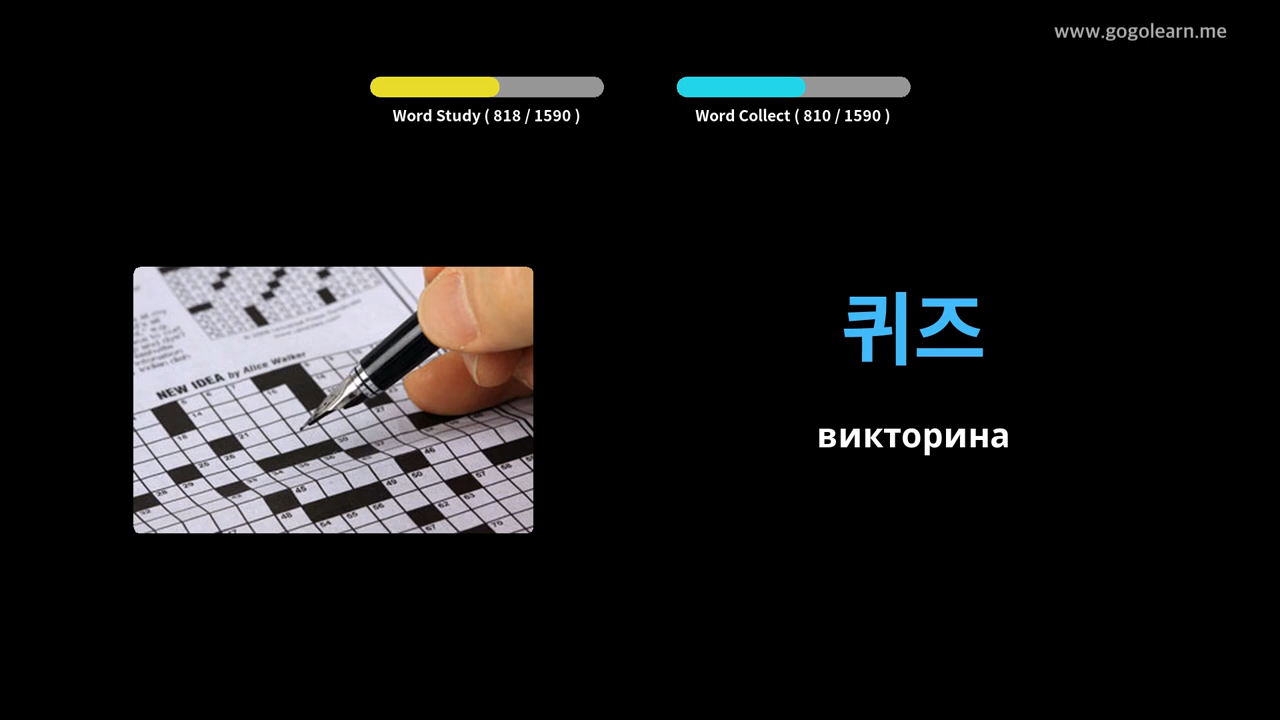 www.gogolearn.me
Word Study ( 818 / 1590 )
Word Collect ( 810 / 1590 )
퀴즈
викторина
NEW IDEA by Alice Walker